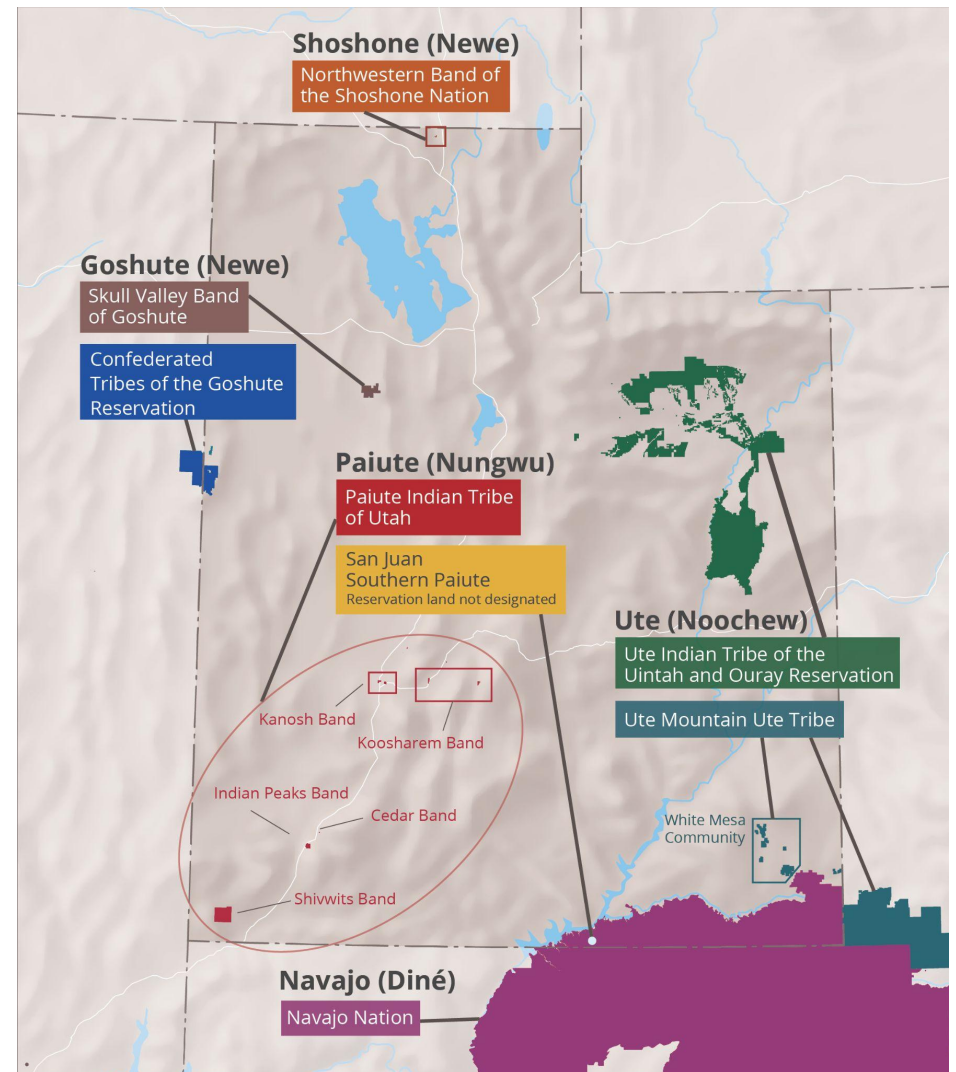 Shoshone (Newe)
Northwestern Band of
the Shoshone Nation
Goshute (Newe)
Skull Valley Band
of Goshute
Confederated
Tribes of the Goshute
Reservation
Paiute (Nungwu)
Paiute Indian Tribe
of Utah
San Juan
Southern Paiute
Reservation land not designated
Ute (Noochew)
Ute Indian Tribe of the
Uintah and Ouray Reservation
Ute Mountain Ute Tribe
Kanosh Band
Koosharem Band
Indian Peaks Band
Cedar Band
White Mesa
Community
Shivwits Band
Navajo (Diné)
Navajo Nation